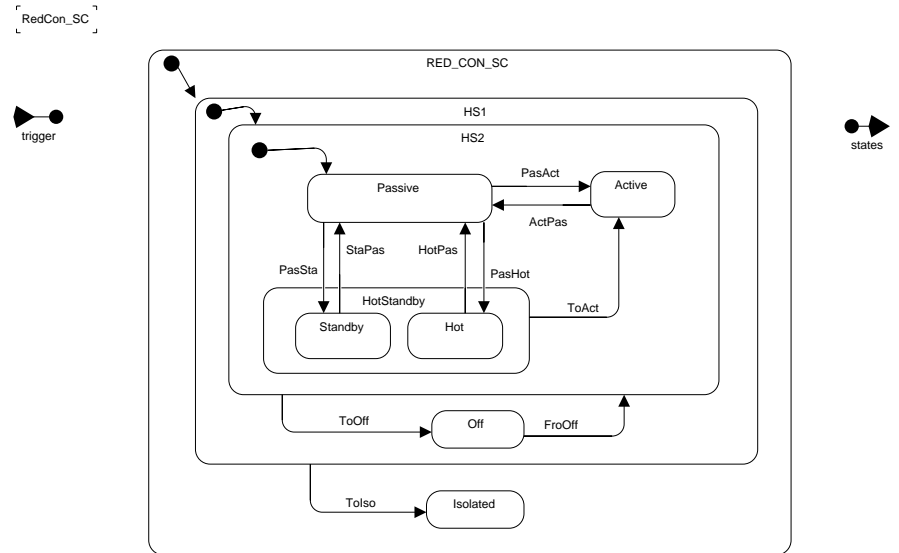 RedCon_SC
RED_CON_SC
HS1
trigger
HS2
states
PasAct
Passive
Active
ActPas
StaPas
HotPas
PasSta
PasHot
HotStandby
ToAct
Standby
Hot
ToOff
Off
FroOff
ToIso
Isolated